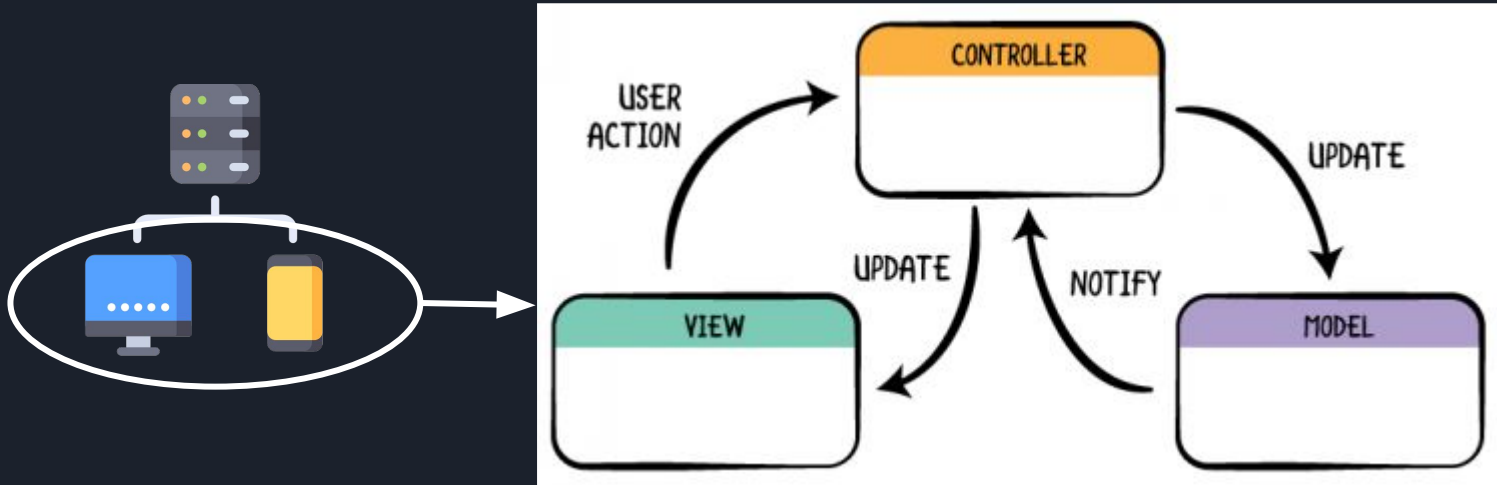 CONTROLLER
USER
ACTION
UPDATE
UPDATE
NOTIFY
VIEW
MODEL